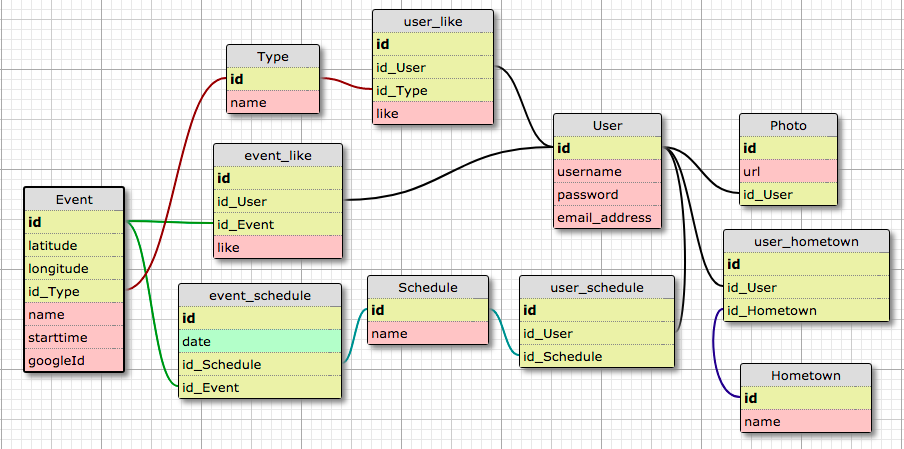 user_like
id
id_User
id_Type
like
Type
id
name
event_like
id
id_User
id_Event
like
User
id
username
password
email_address
Photo
id
url
id_User
Event
id
latitude
longitude
id_Type
name
starttime
googleId
user_hometown
id
id_User
id_Hometown
event_schedule
id
date
id_Schedule
id_Event
Schedule
id
name
user_schedule
id
id_User
id_Schedule
Hometown
id
name